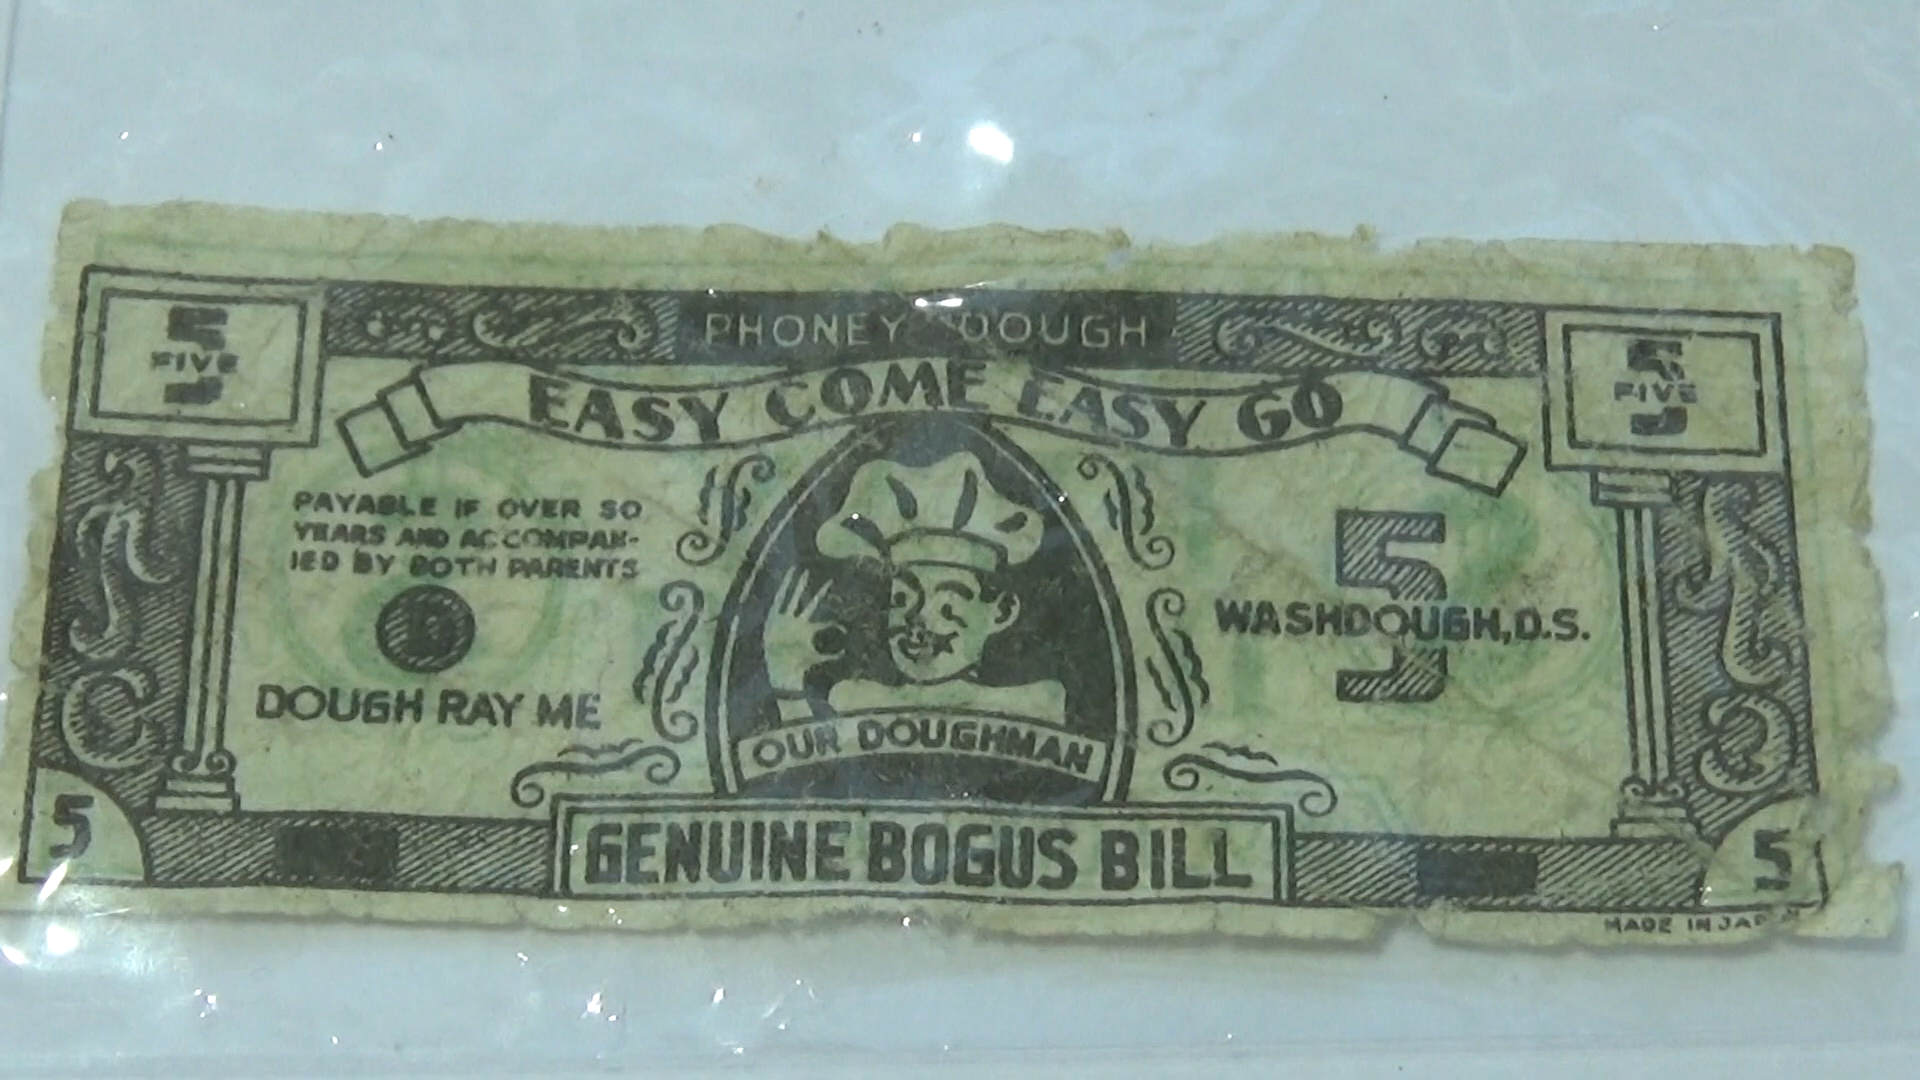 PHONEY DOUGH
5 FIVE
5 FIVE
EASY COME EASY GO
PAYABLE IF OVER 50
YEARS AND ACCOMPAN-
IED BY BOTH PARENTS
5
WASHDOUGH, D.S.
DOUGH RAY ME
OUR DOUGHMAN
5
GENUINE BOGUS BILL
5
MADE IN JAPAN